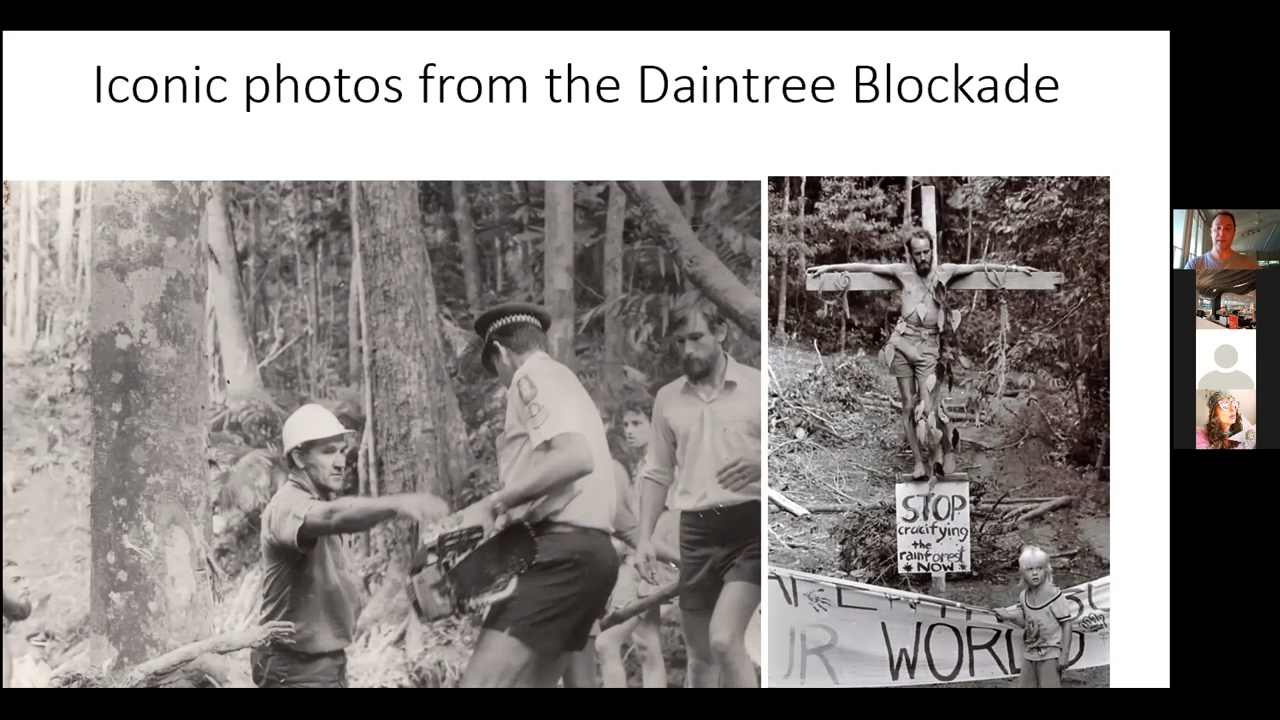 Iconic photos from the Daintree Blockade
STOP
crucifying
the
rainforest
* NOW *
UR WORLD